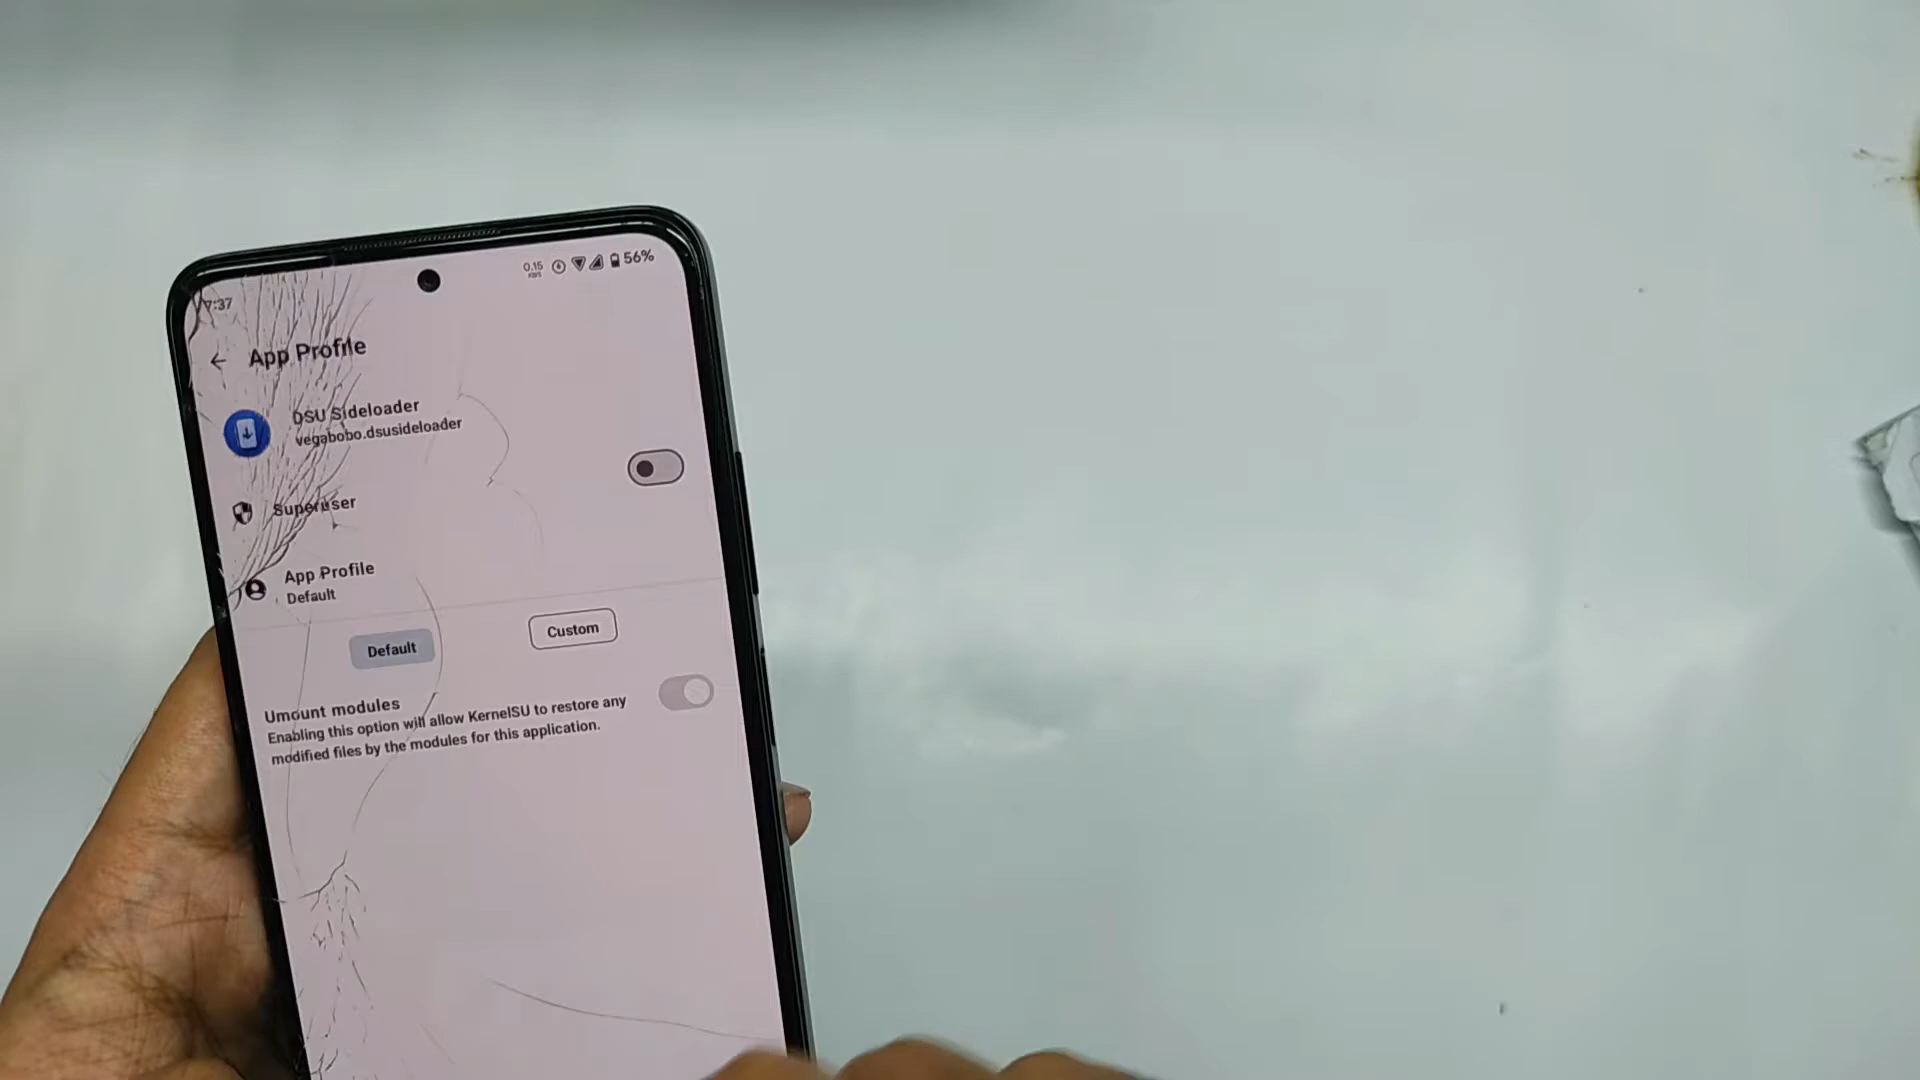 7:37
0.15
KB/S
56%
App Profile
DSU Sideloader
vegabobo.dsusideloader
Superuser
App Profile
Default
Default
Custom
Umount modules
Enabling this option will allow KernelSU to restore any
modified files by the modules for this application.